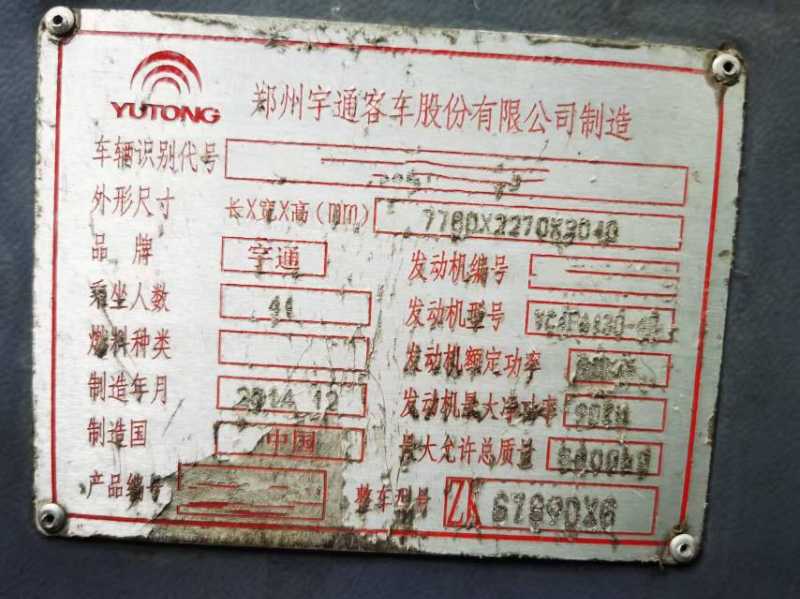 YUTONG 郑州宇通客车股份有限公司制造
车辆识别代号
外形尺寸 长X宽X高(mm) 7780X2270X3040
品牌 宇通 发动机编号
乘坐人数 41 发动机型号
燃料种类 发动机额定功率
制造年月 2014 12 发动机最大净功率
制造国 中国 最大允许总质量
产品编号 整车型号 ZK